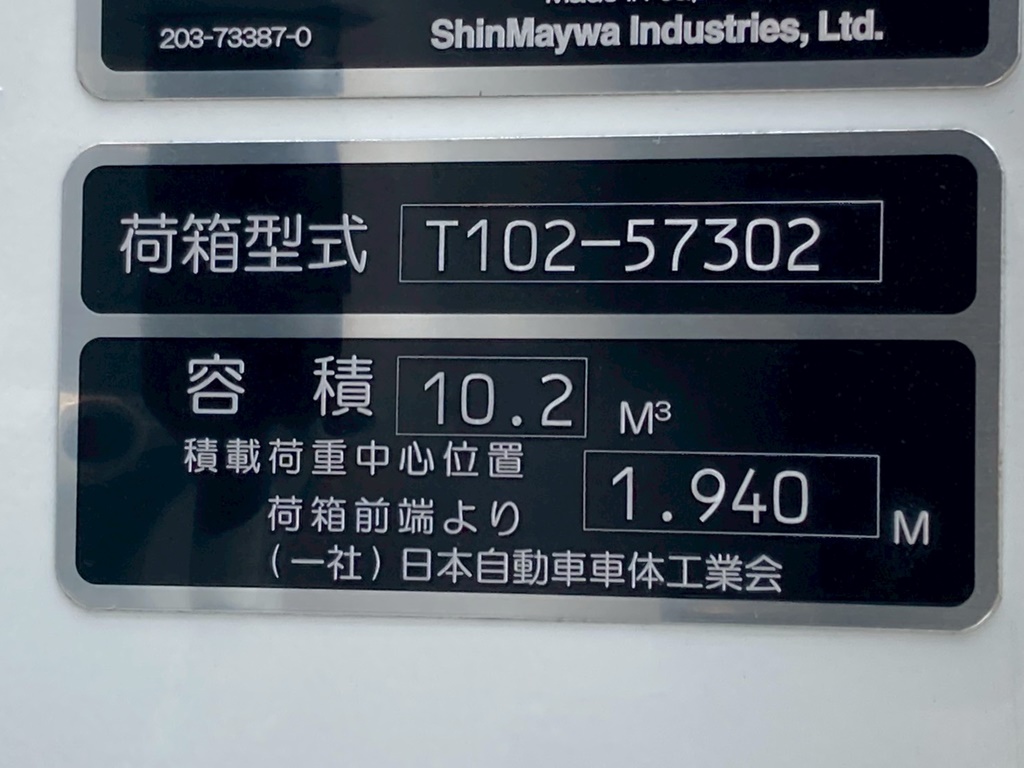 203-73387-0
ShinMaywa Industries, Ltd.
荷箱型式 T102-57302
容 積 10.2 M³
積載荷重中心位置
荷箱前端より 1.940 M
(一社)日本自動車車体工業会